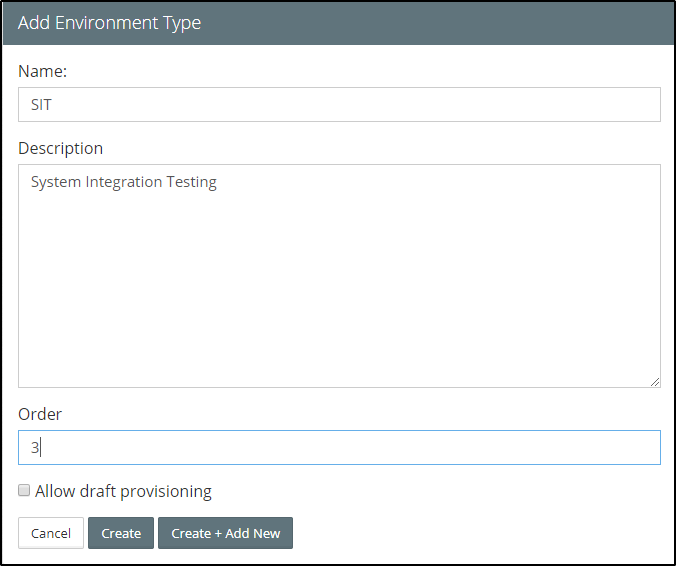 Add Environment Type
Name:
SIT
Description
System Integration Testing
Order
3
Allow draft provisioning
Cancel Create Create + Add New